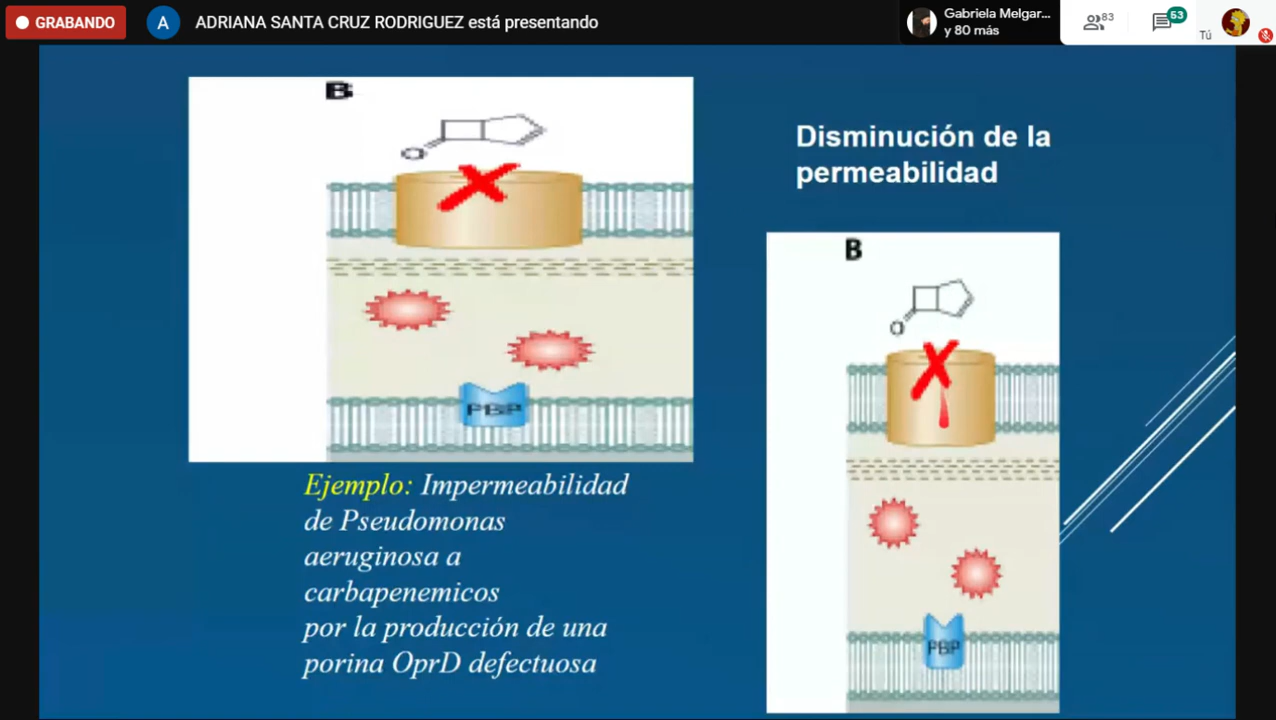 GRABANDO
A
ADRIANA SANTA CRUZ RODRIGUEZ está presentando
Gabriela Melgar...
y 80 más
83
53
Tú
B
O
PBP
Disminución de la
permeabilidad
B
O
PBP
Ejemplo: Impermeabilidad
de Pseudomonas
aeruginosa a
carbapenemicos
por la producción de una
porina OprD defectuosa